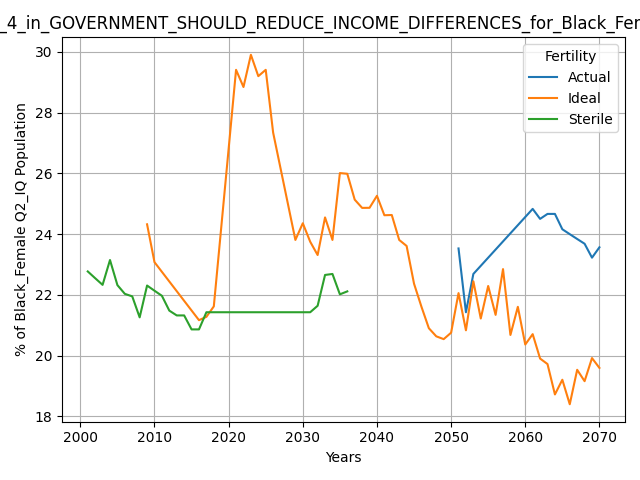 _4_in_GOVERNMENT_SHOULD_REDUCE_INCOME_DIFFERENCES_for_Black_Fem
Fertility
Actual
Ideal
Sterile
% of Black_Female Q2_IQ Population
30
28
26
24
22
20
18
2000 2010 2020 2030 2040 2050 2060 2070
Years